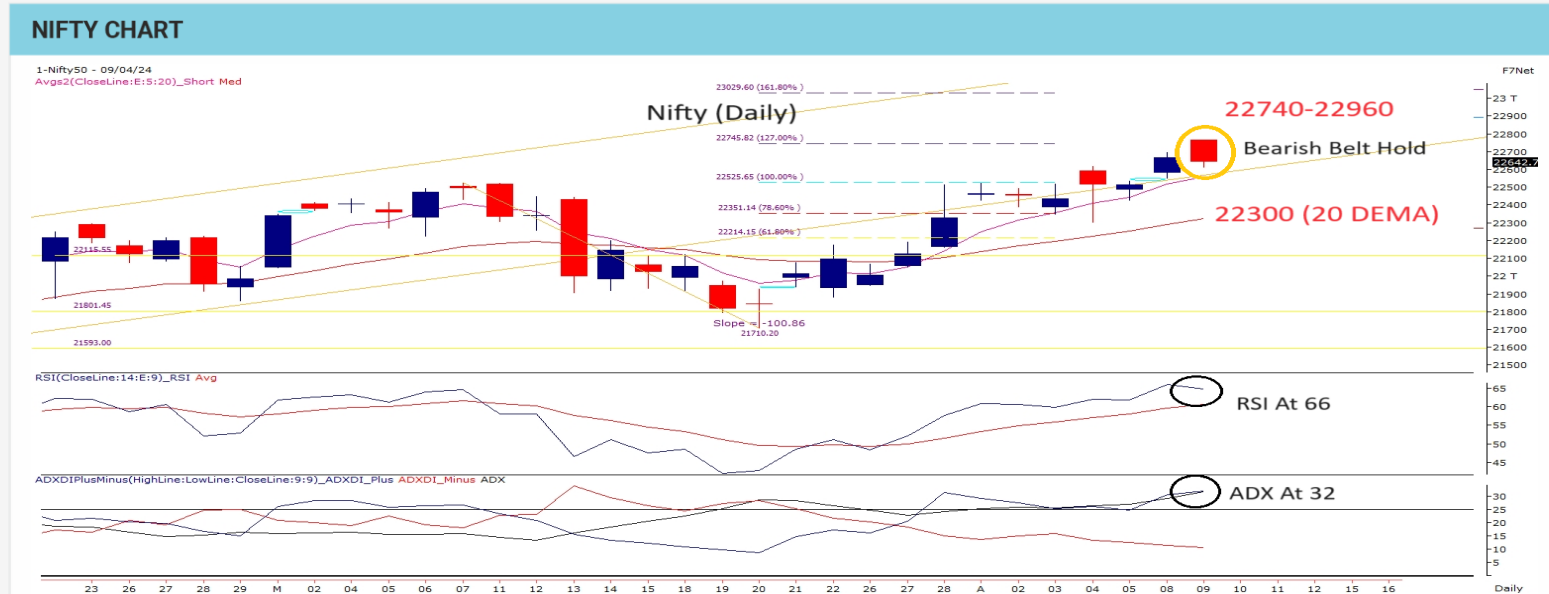 NIFTY CHART
1-Nifty50 - 09/04/24
F7Net
Avgs2(CloseLine:E:5:20)_Short Med
23029.60 (161.80% )
Nifty (Daily)
22740-22960
22745.82 (127.00% )
Bearish Belt Hold
22525.65 (100.00% )
22351.14 (78.60% )
22300 (20 DEMA)
22214.15 (61.80% )
22115.55
21801.45
Slope = -100.86
21710.20
21593.00
23 T
22900
22800
22700
22642.7
22600
22500
22400
22300
22200
22100
22 T
21900
21800
21700
21600
21500
RSI(CloseLine:14:E:9)_RSI Avg
RSI At 66
65
60
55
50
45
ADXDIPlusMinus(HighLine:LowLine:CloseLine:9:9)_ADXDI_Plus ADXDI_Minus ADX
ADX At 32
30
25
20
15
10
5
23 26 27 28 29 M 02 04 05 06 07 11 12 13 14 15 18 19 20 21 22 26 27 28 A 02 03 04 05 08 09 10 11 12 15 16 Daily